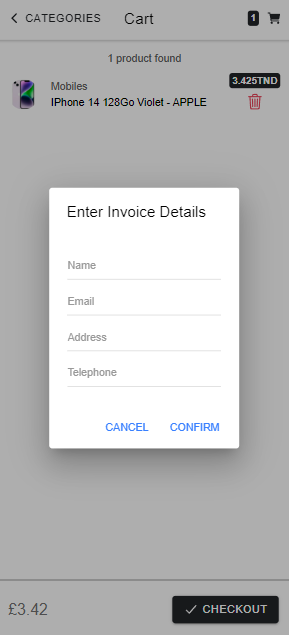 CATEGORIES Cart 1
1 product found
Mobiles 3.425TND
IPhone 14 128Go Violet - APPLE
Enter Invoice Details
Name
Email
Address
Telephone
CANCEL CONFIRM
£3.42 CHECKOUT